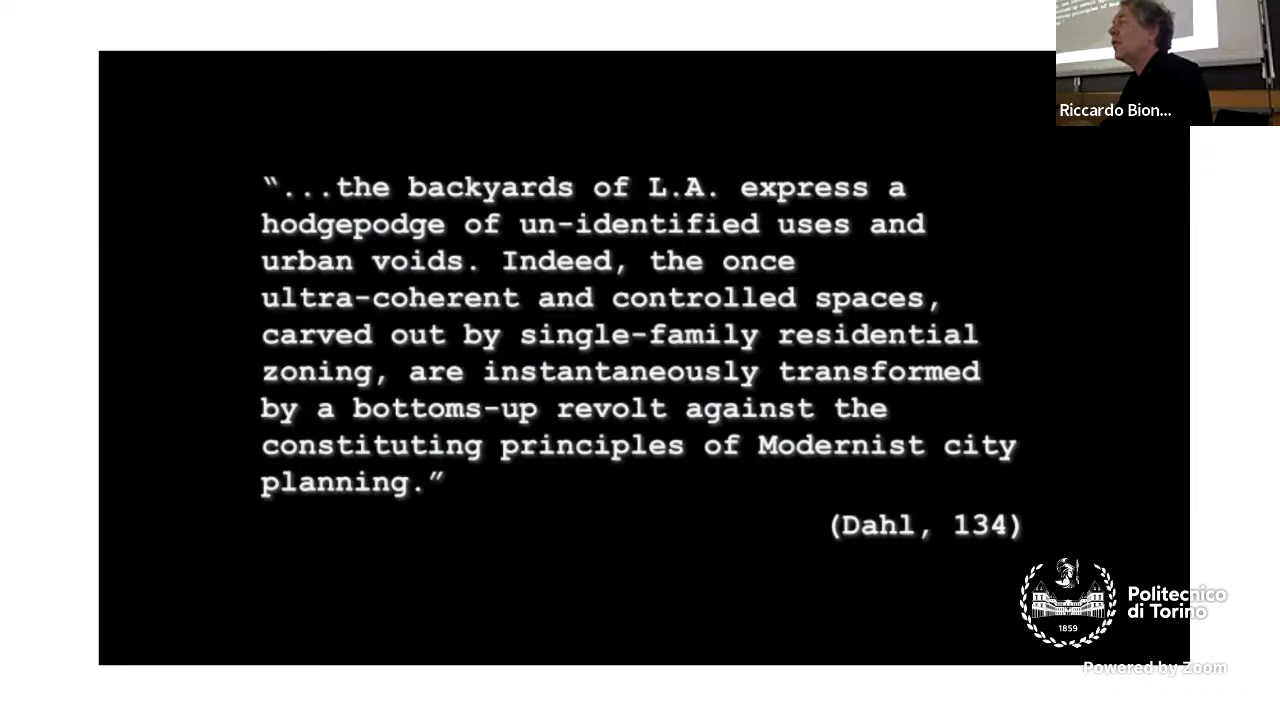 Riccardo Bion...
“...the backyards of L.A. express a
hodgepodge of un-identified uses and
urban voids. Indeed, the once
ultra-coherent and controlled spaces,
carved out by single-family residential
zoning, are instantaneously transformed
by a bottoms-up revolt against the
constituting principles of Modernist city
planning.”
(Dahl, 134)
Politecnico
di Torino
1859
Powered by Zoom